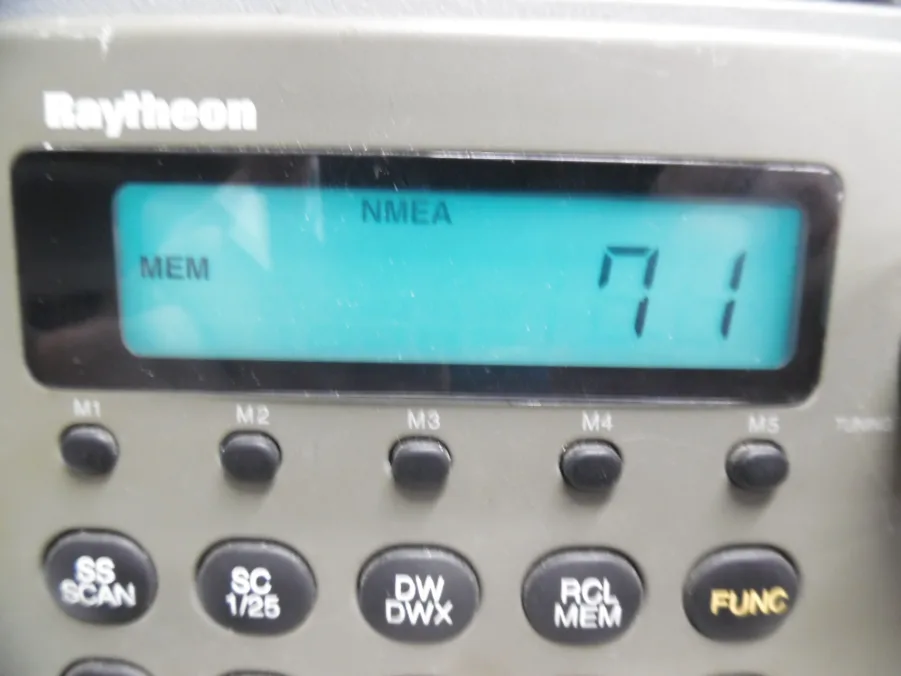 Raytheon
NMEA
MEM
71
M1 M2 M3 M4 M5
TUNING
SS
SCAN
SC
1/25
DW
DWX
RCL
MEM
FUNC